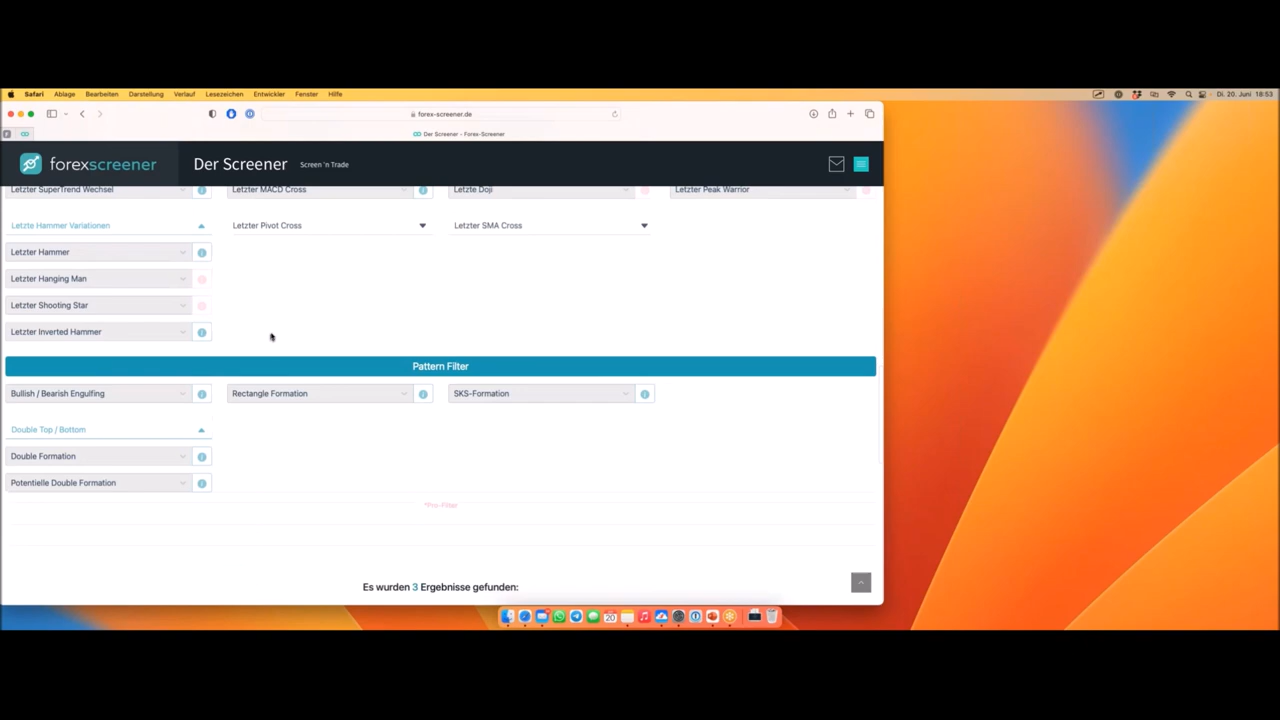 Safari Ablage Bearbeiten Darstellung Verlauf Lesezeichen Entwickler Fenster Hilfe Di. 20. Juni 18:53
forex-screener.de
Der Screener - Forex-Screener
forexscreener Der Screener Screen 'n Trade
Letzter SuperTrend Wechsel Letzter MACD Cross Letzte Doji Letzter Peak Warrior
Letzte Hammer Variationen Letzter Pivot Cross Letzter SMA Cross
Letzter Hammer
Letzter Hanging Man
Letzter Shooting Star
Letzter Inverted Hammer
Pattern Filter
Bullish / Bearish Engulfing Rectangle Formation SKS-Formation
Double Top / Bottom
Double Formation
Potentielle Double Formation
*Pro-Filter
Es wurden 3 Ergebnisse gefunden: